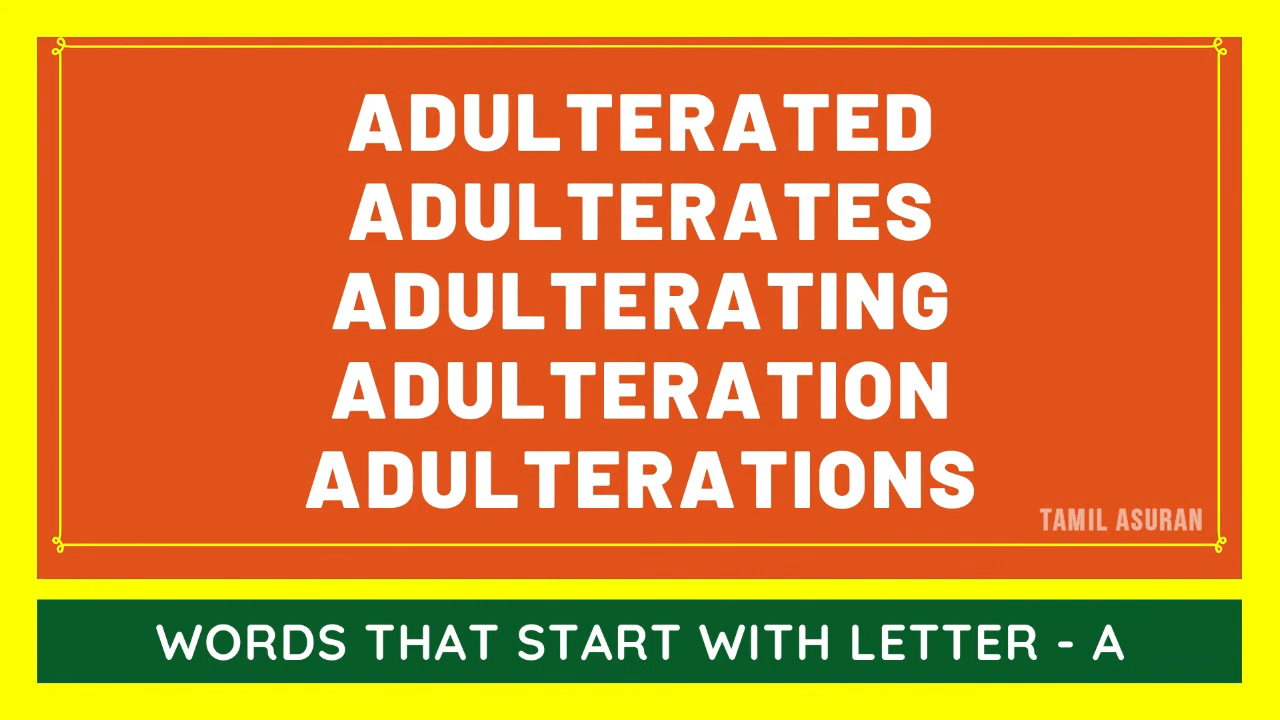 ADULTERATED
ADULTERATES
ADULTERATING
ADULTERATION
ADULTERATIONS
TAMIL ASURAN
WORDS THAT START WITH LETTER - A